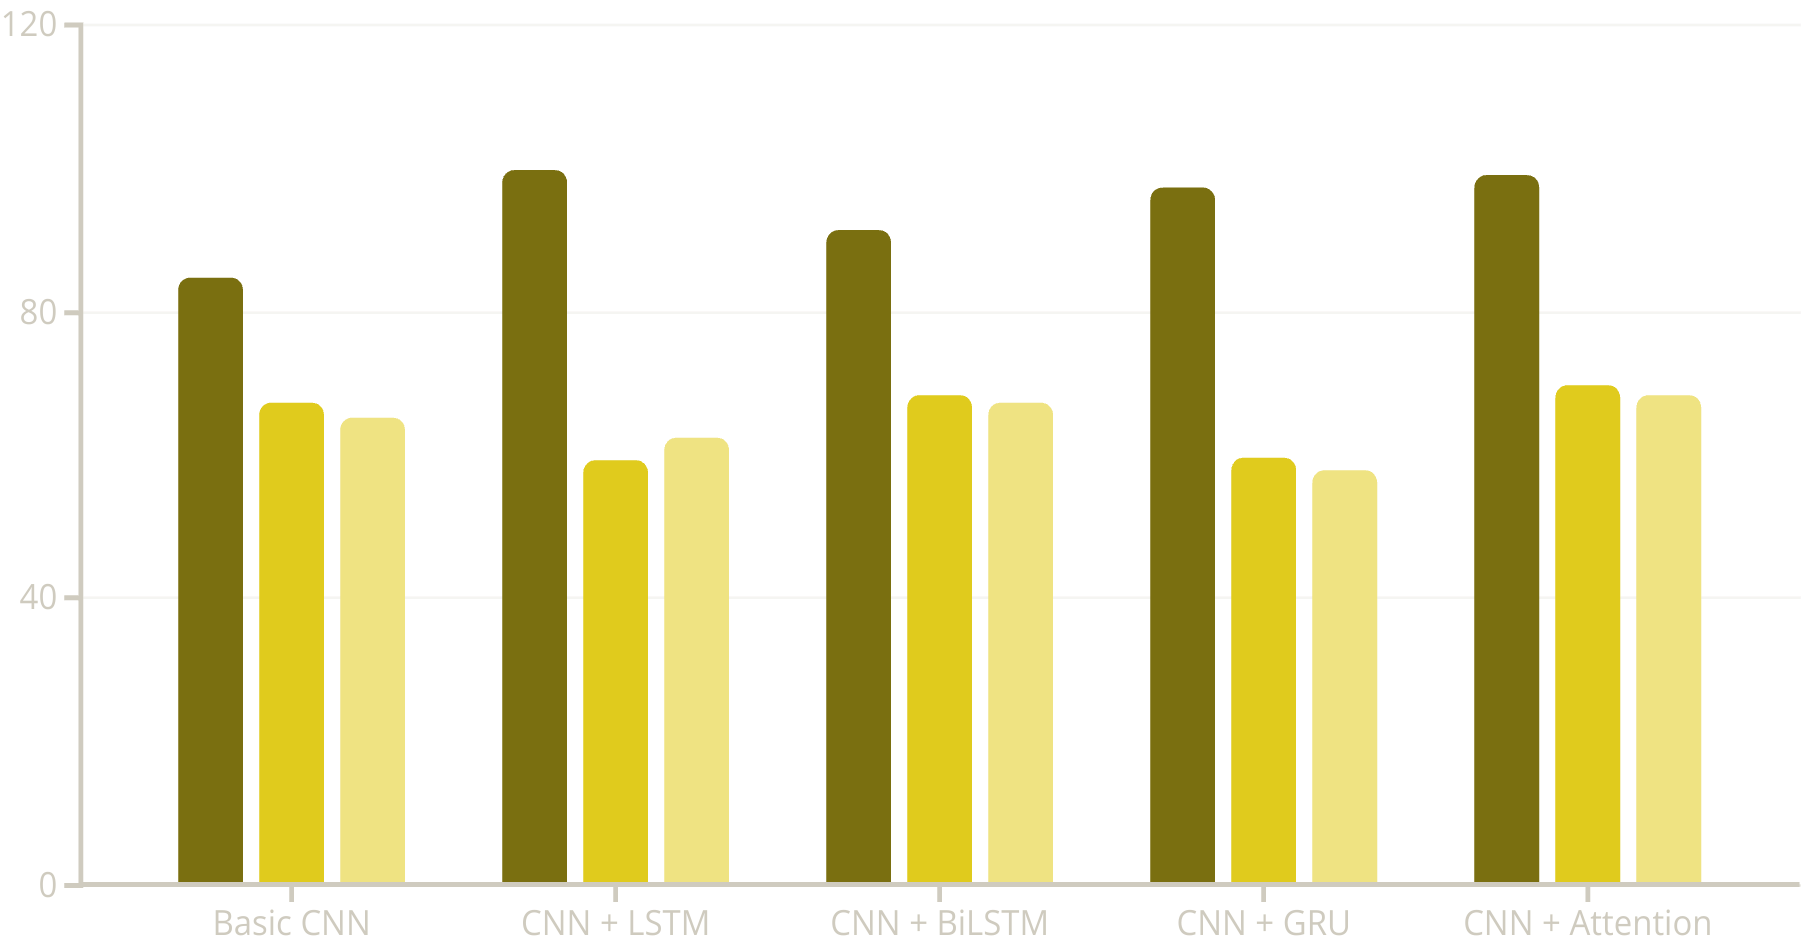 120
80
40
0
Basic CNN
CNN + LSTM
CNN + BiLSTM
CNN + GRU
CNN + Attention